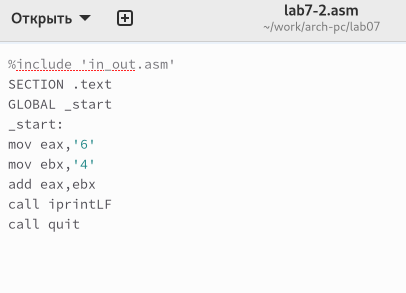 Открыть
lab7-2.asm
~/work/arch-pc/lab07
%include 'in_out.asm'
SECTION .text
GLOBAL _start
_start:
mov eax,'6'
mov ebx,'4'
add eax,ebx
call iprintLF
call quit